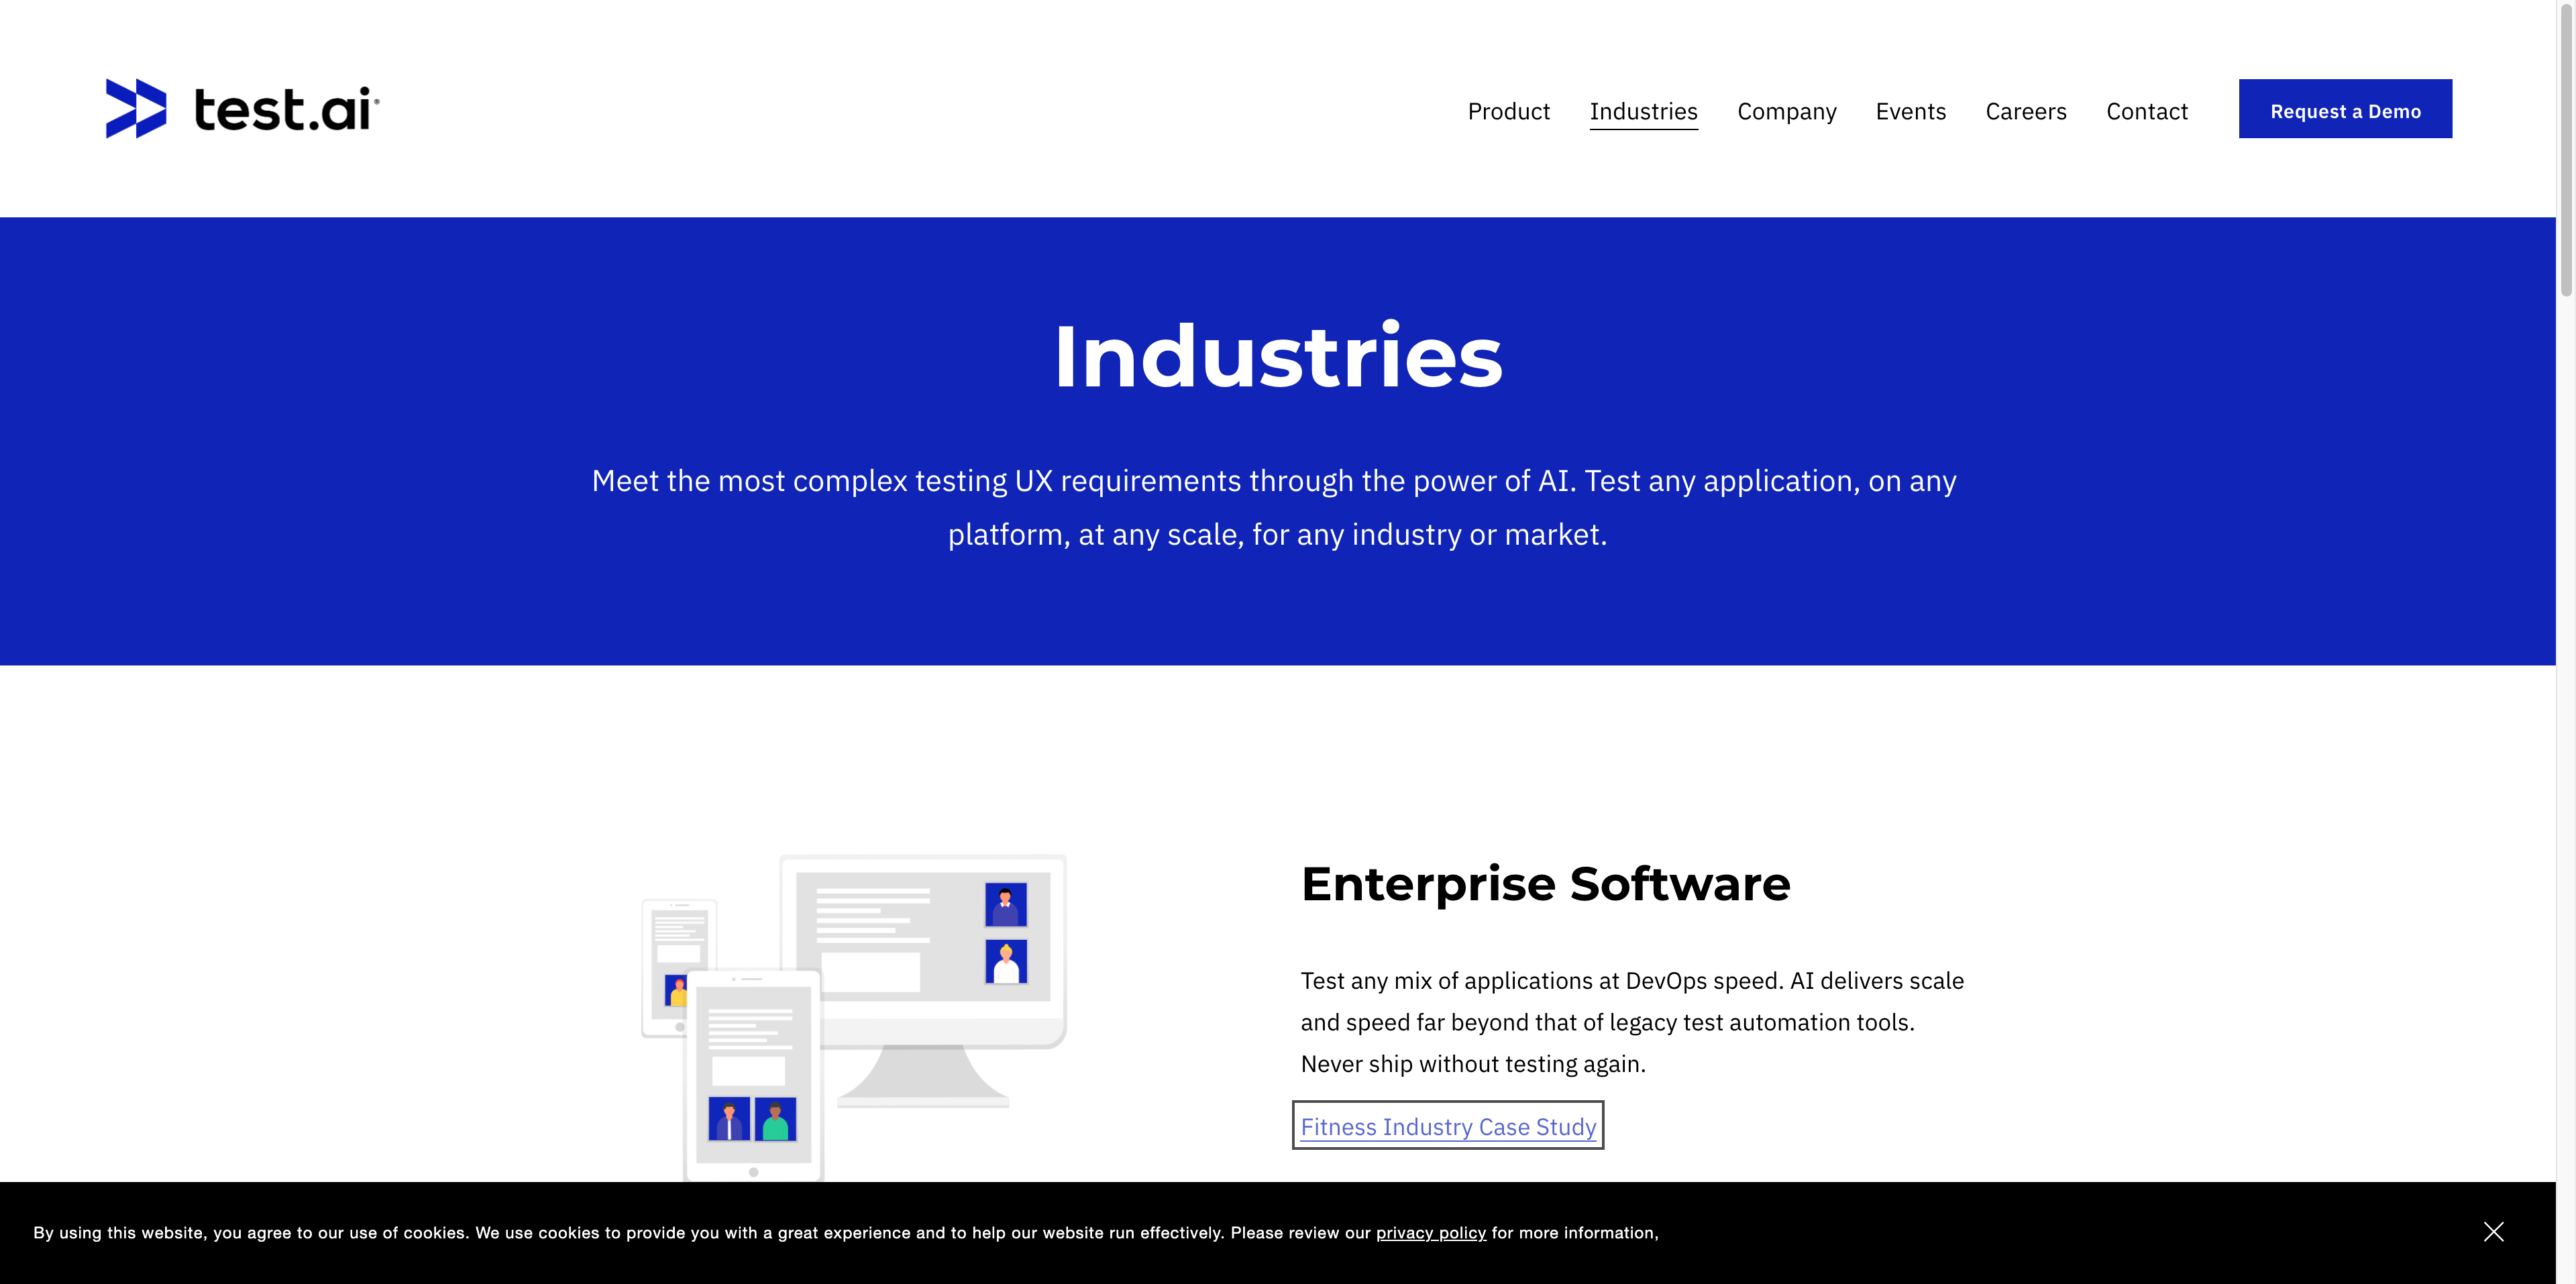 test.ai®
Product Industries Company Events Careers Contact Request a Demo
Industries
Meet the most complex testing UX requirements through the power of AI. Test any application, on any
platform, at any scale, for any industry or market.
Enterprise Software
Test any mix of applications at DevOps speed. AI delivers scale
and speed far beyond that of legacy test automation tools.
Never ship without testing again.
Fitness Industry Case Study
By using this website, you agree to our use of cookies. We use cookies to provide you with a great experience and to help our website run effectively. Please review our privacy policy for more information,